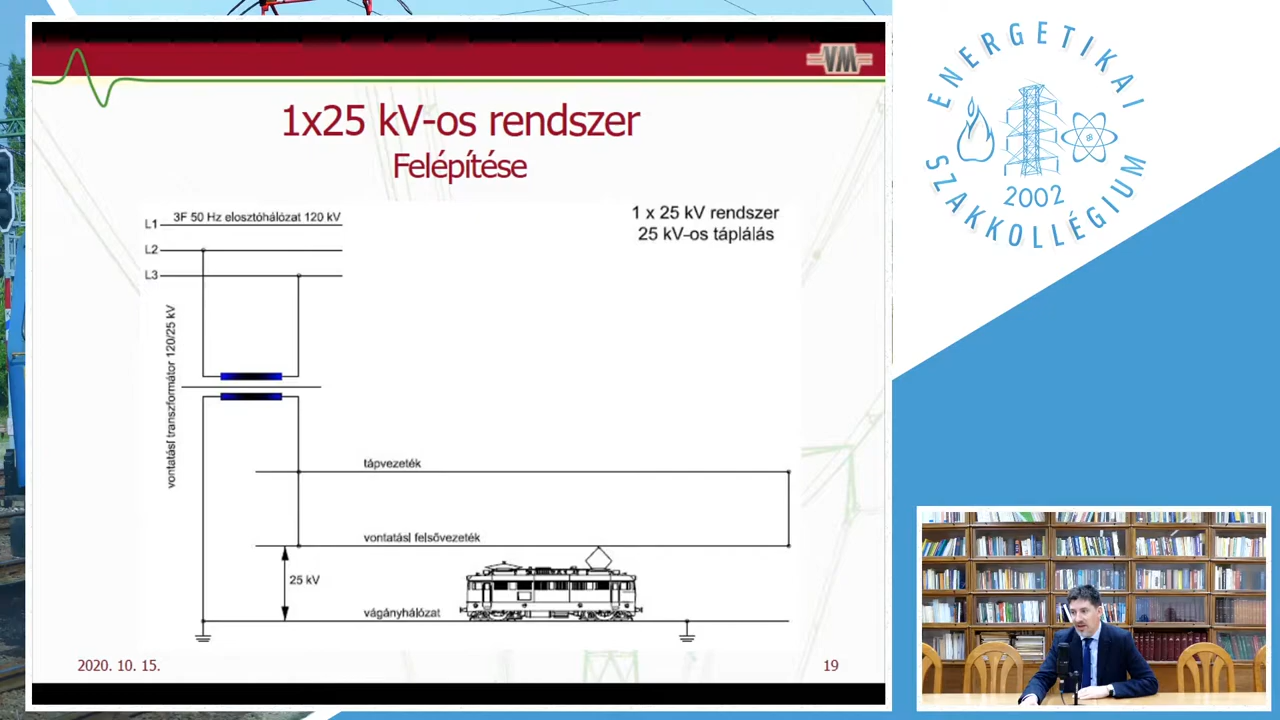 VM
1x25 kV-os rendszer
Felépítése
3F 50 Hz elosztóhálózat 120 kV
L1
L2
L3
1 x 25 kV rendszer
25 kV-os táplálás
vontatási transzformátor 120/25 kV
tápvezeték
vontatási felsővezeték
25 kV
vágányhálózat
2020. 10. 15.
19
ENERGETIKAI
SZAKKOLLÉGIUM
2002